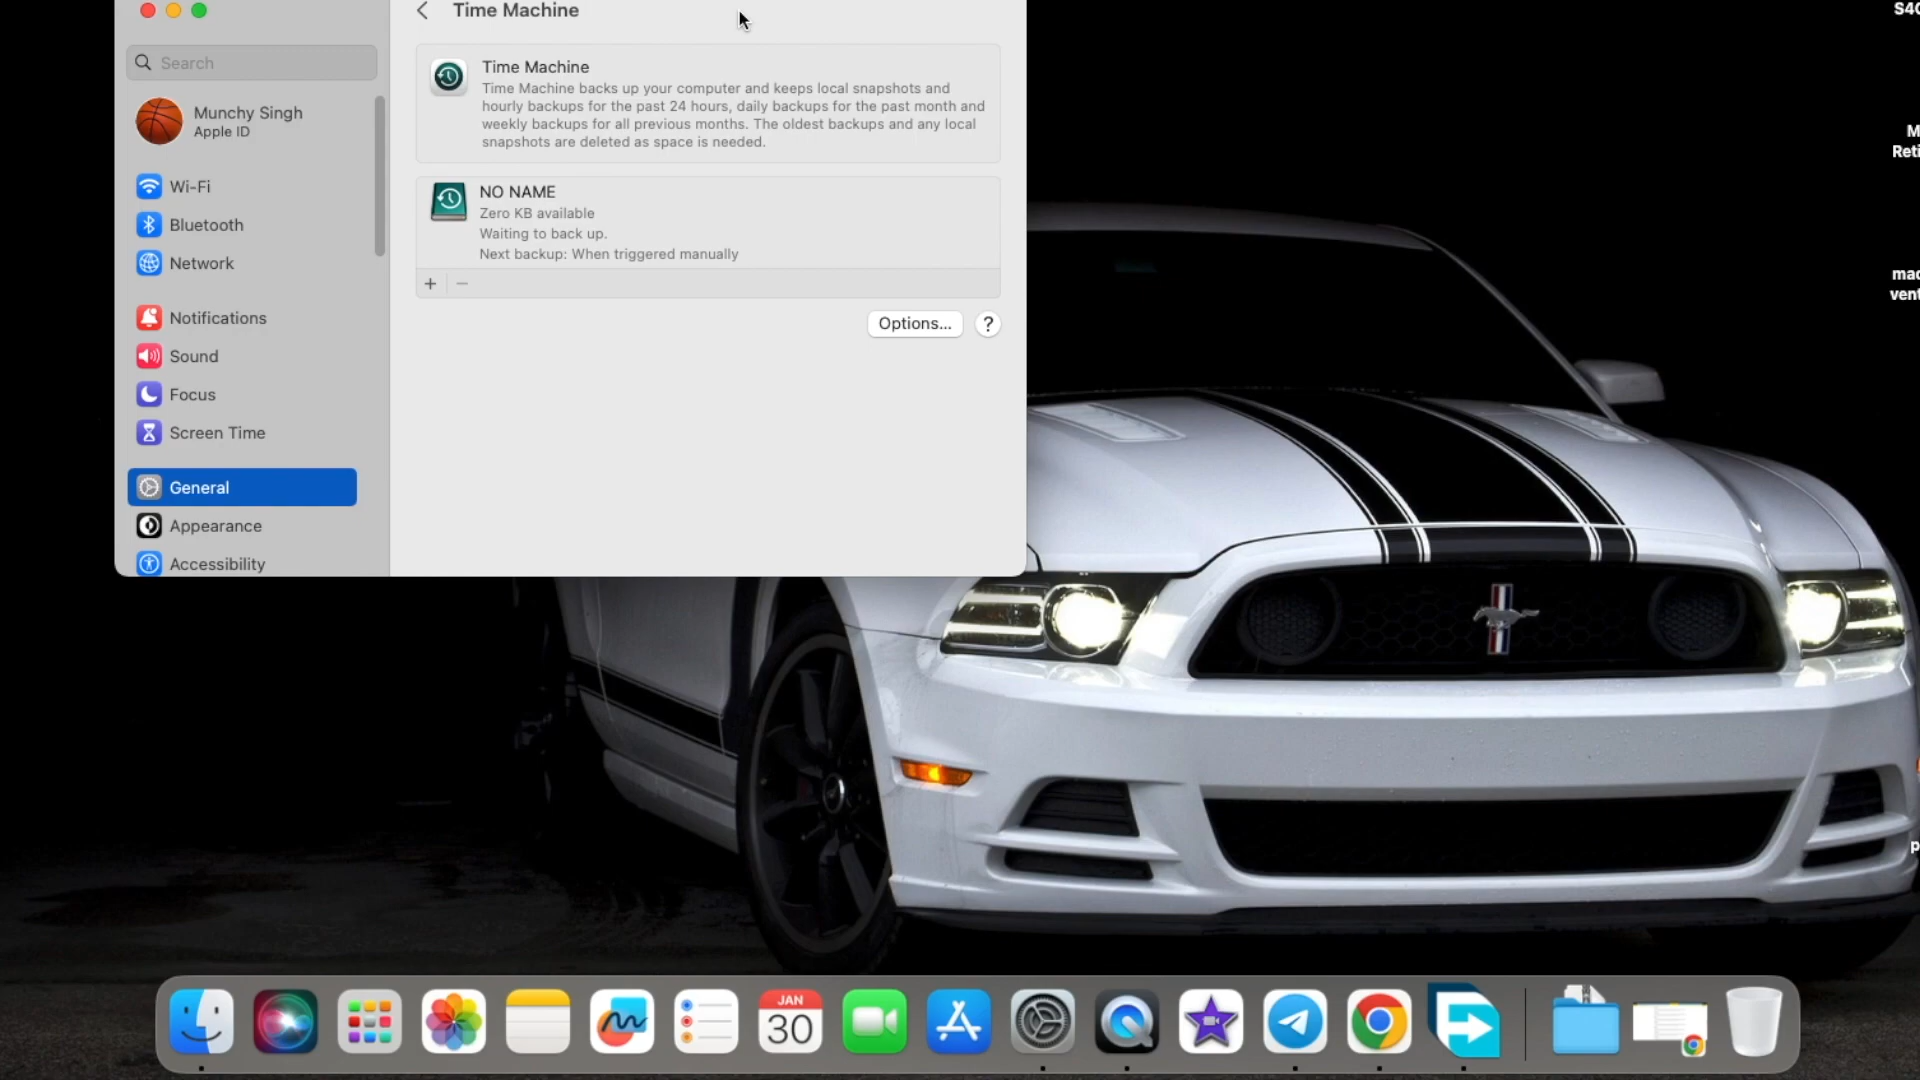 Time Machine
Search
Munchy Singh
Apple ID
Wi-Fi
Bluetooth
Network
Notifications
Sound
Focus
Screen Time
General
Appearance
Accessibility
Time Machine
Time Machine backs up your computer and keeps local snapshots and
hourly backups for the past 24 hours, daily backups for the past month and
weekly backups for all previous months. The oldest backups and any local
snapshots are deleted as space is needed.
NO NAME
Zero KB available
Waiting to back up.
Next backup: When triggered manually
+ −
Options... ?
S4
M
Reti
mac
vent
p
JAN
30